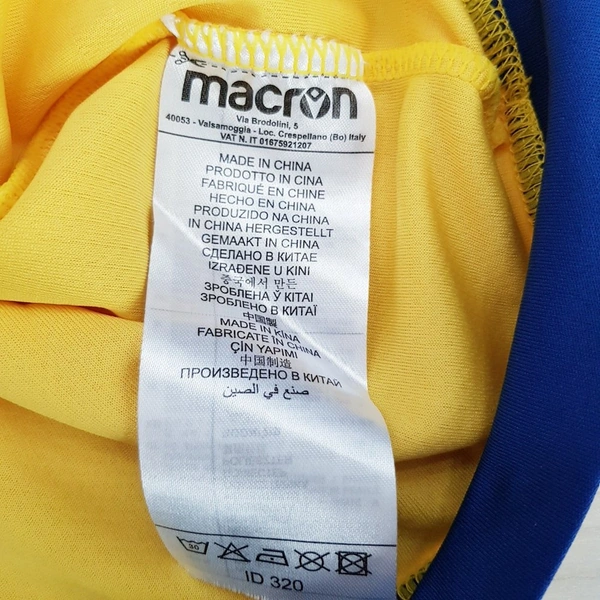 macron
Via Brodolini, 5
40053 - Valsamoggia - Loc. Crespellano (Bo) Italy
VAT N. IT 01675921207
MADE IN CHINA
PRODOTTO IN CINA
FABRIQUÉ EN CHINE
HECHO EN CHINA
PRODUZIDO NA CHINA
IN CHINA HERGESTELLT
GEMAAKT IN CHINA
СДЕЛАНО В КИТАЕ
IZRAĐENE U KINI
중국에서 만든
ЗРОБЛЕНА Ў КІТАІ
ЗРОБЛЕНО В КИТАЇ
中国製
MADE IN KINA
FABRICATE IN CHINA
ÇİN YAPIMI
中国制造
ПРОИЗВЕДЕНО В КИТАЙ
صنع في الصين
30
ID 320